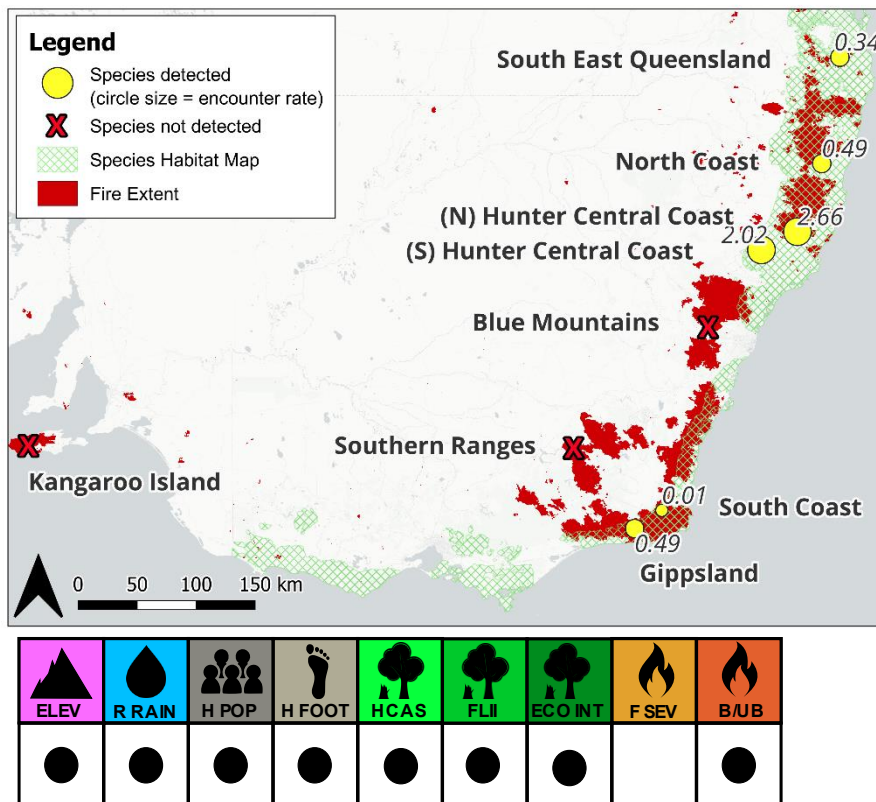 Legend
Species detected
(circle size = encounter rate)
Species not detected
Species Habitat Map
Fire Extent
South East Queensland
0.34
North Coast
0.49
(N) Hunter Central Coast
2.66
(S) Hunter Central Coast
2.02
Blue Mountains
Southern Ranges
Kangaroo Island
0.01
South Coast
0.49
Gippsland
0 50 100 150 km
ELEV R RAIN H POP H FOOT HCAS FLII ECO INT F SEV B/UB